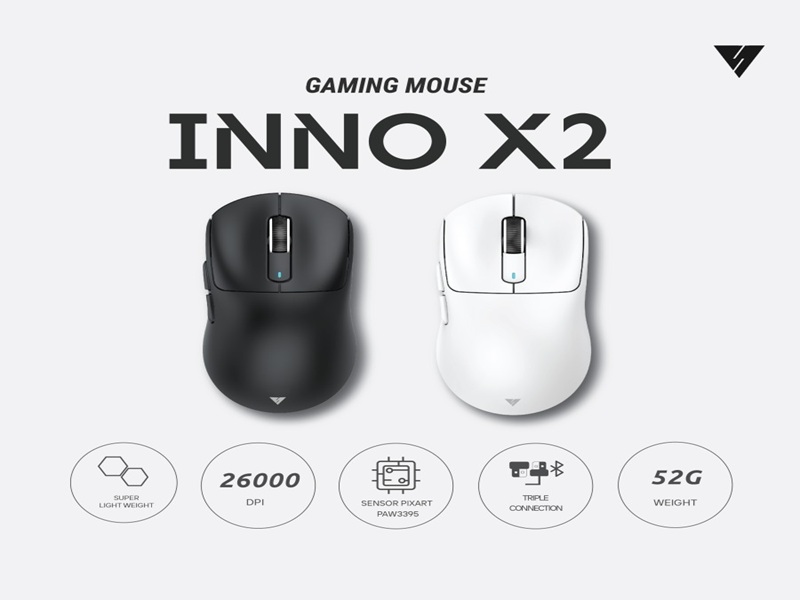 GAMING MOUSE
INNO X2
SUPER
LIGHT WEIGHT
26000
DPI
SENSOR PIXART
PAW3395
TRIPLE
CONNECTION
52G
WEIGHT